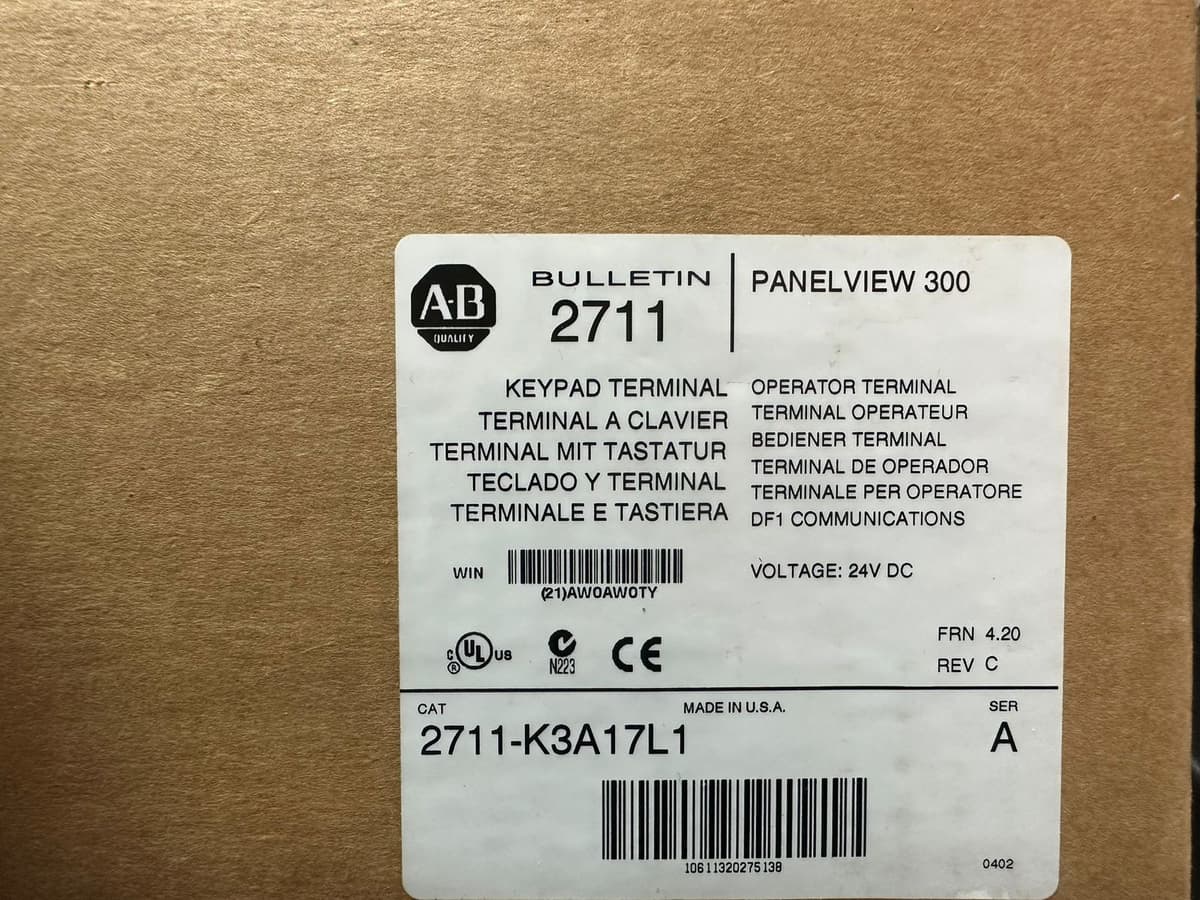 A·B
QUALITY
BULLETIN
2711
PANELVIEW 300
KEYPAD TERMINAL
TERMINAL A CLAVIER
TERMINAL MIT TASTATUR
TECLADO Y TERMINAL
TERMINALE E TASTIERA
OPERATOR TERMINAL
TERMINAL OPERATEUR
BEDIENER TERMINAL
TERMINAL DE OPERADOR
TERMINALE PER OPERATORE
DF1 COMMUNICATIONS
WIN
(21)AW0AW0TY
VOLTAGE: 24V DC
C UL US
®
N223
CE
FRN 4.20
REV C
CAT
MADE IN U.S.A.
SER
2711-K3A17L1
A
10611320275138
0402